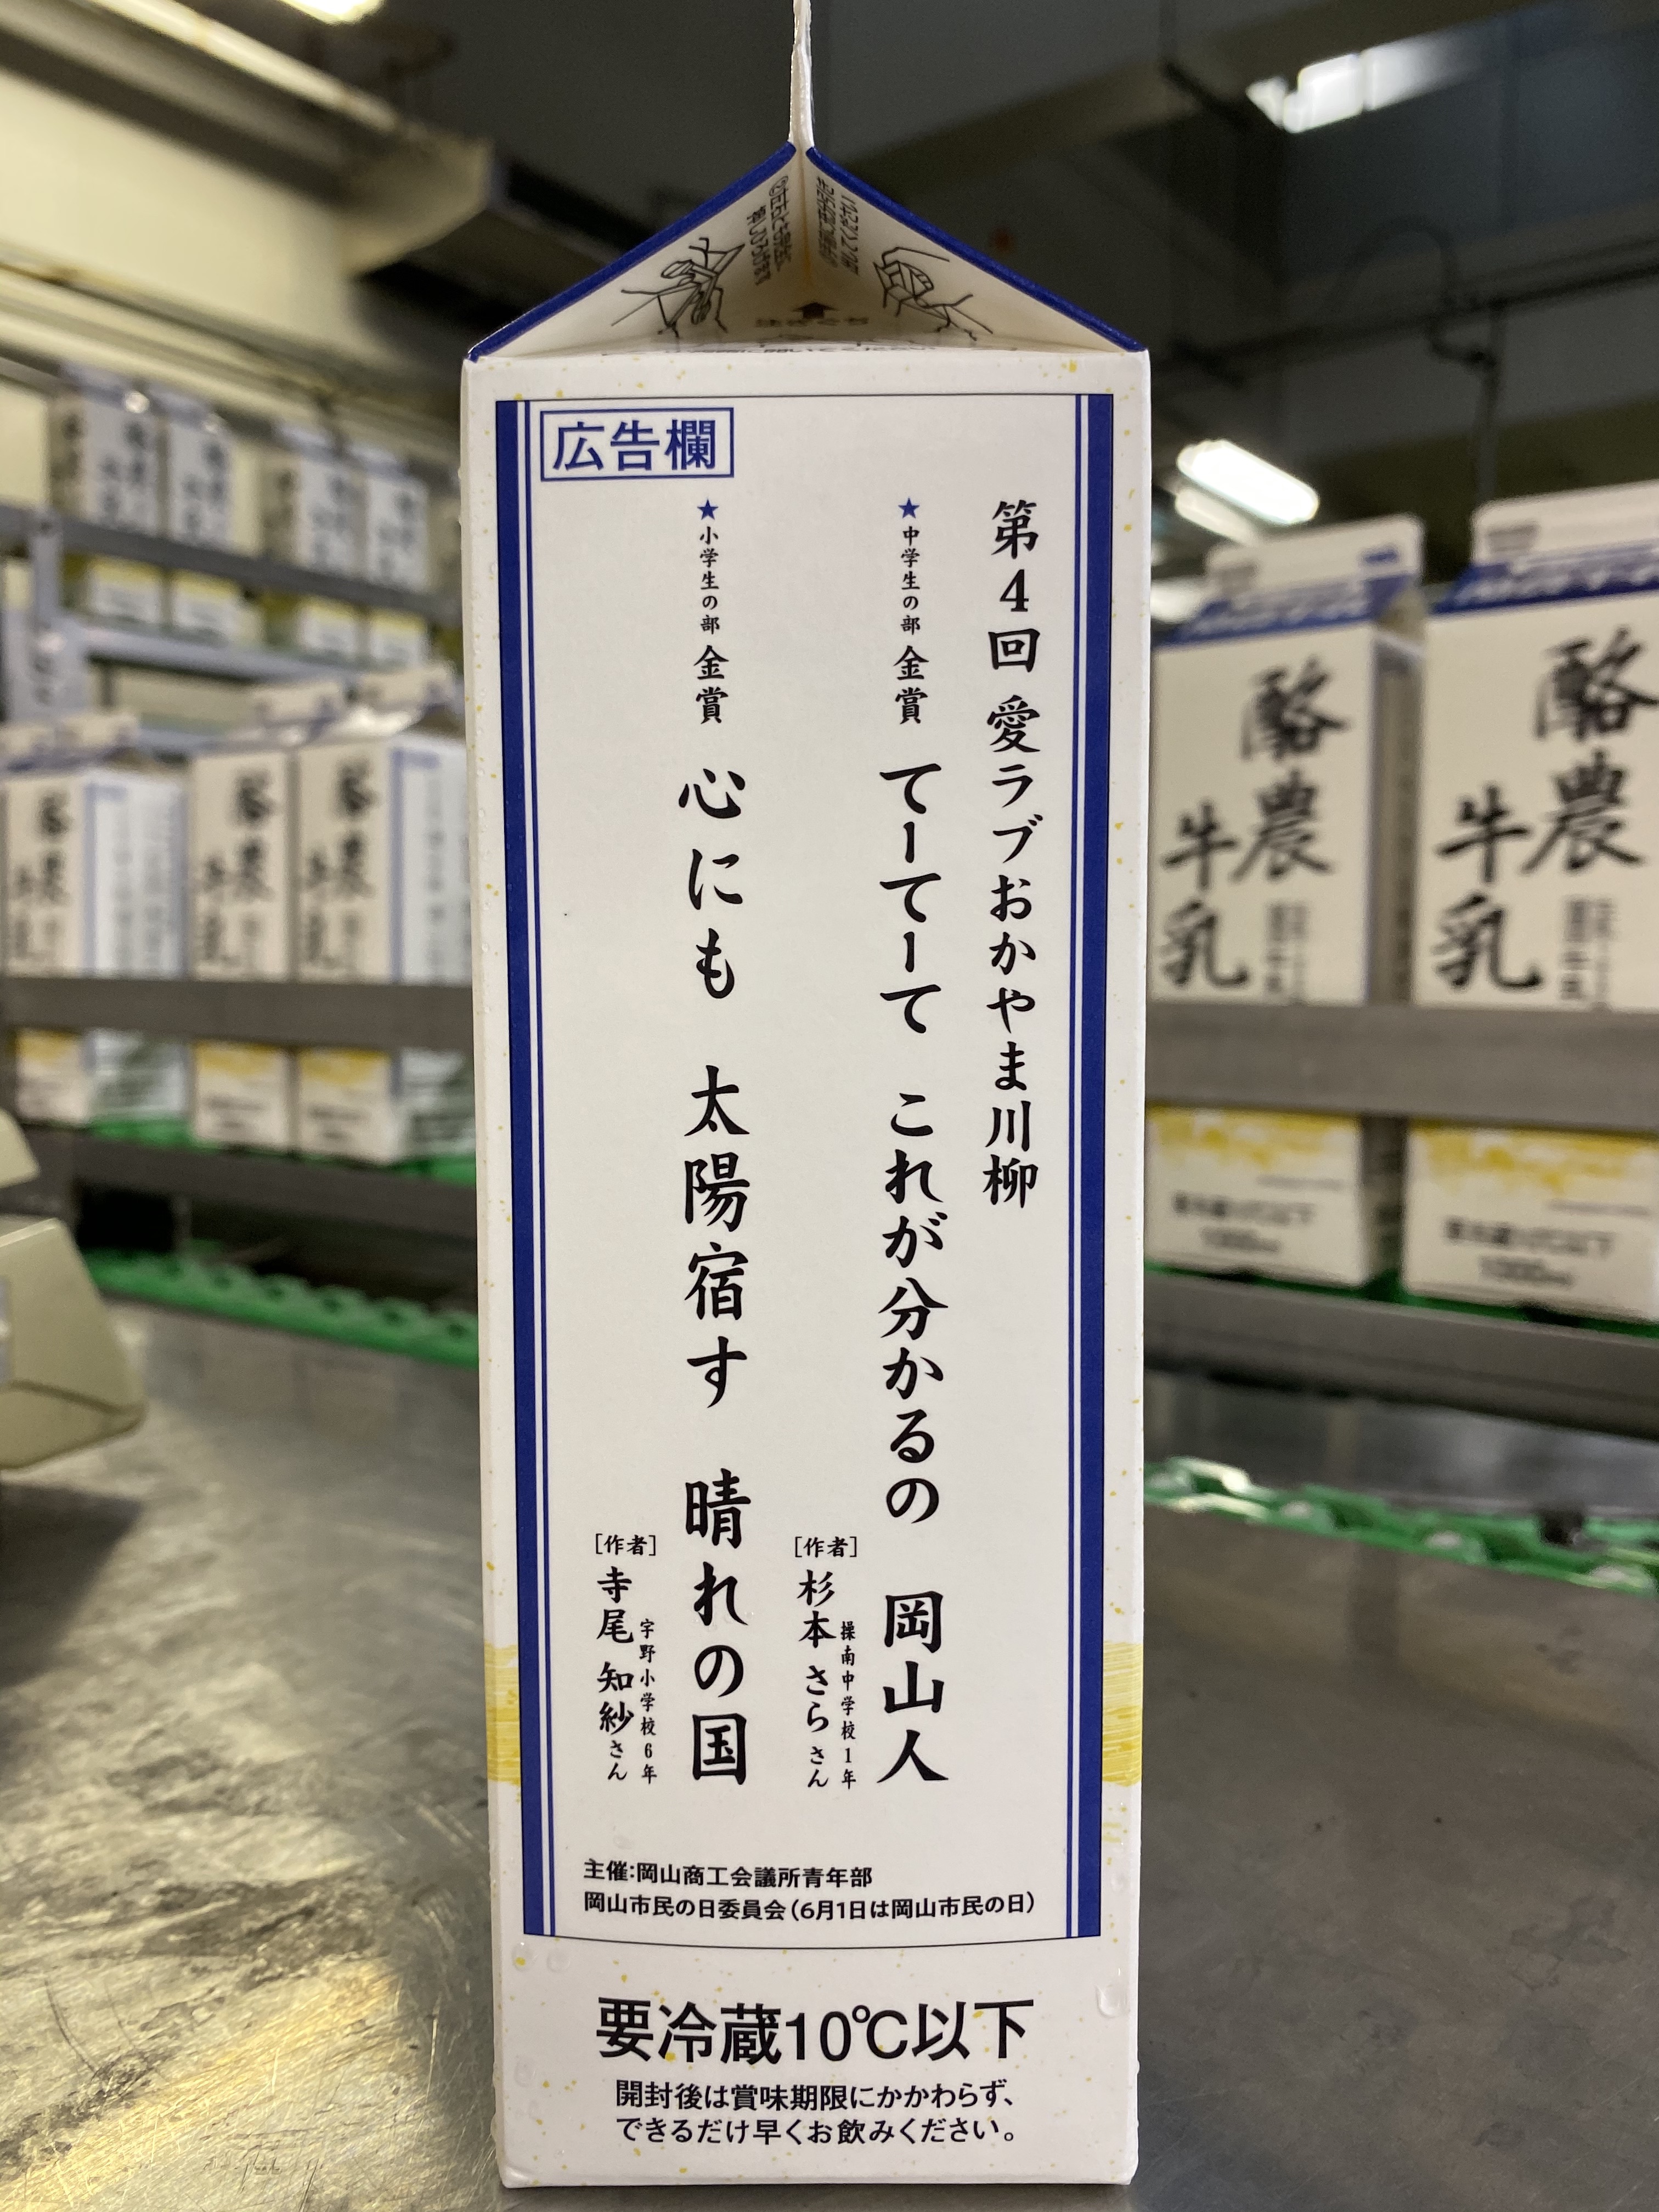 広告欄
第4回 愛ラブおかやま川柳
★中学生の部 金賞 てーてーて これが分かるの 岡山人
[作者]
操南中学校1年
杉本 さらさん
★小学生の部 金賞 心にも 太陽宿す 晴れの国
[作者]
宇野小学校6年
寺尾 知紗さん
主催:岡山商工会議所青年部
岡山市民の日委員会(6月1日は岡山市民の日)
要冷蔵10℃以下
開封後は賞味期限にかかわらず、
できるだけ早くお飲みください。
酪農
牛乳
酪農
牛乳